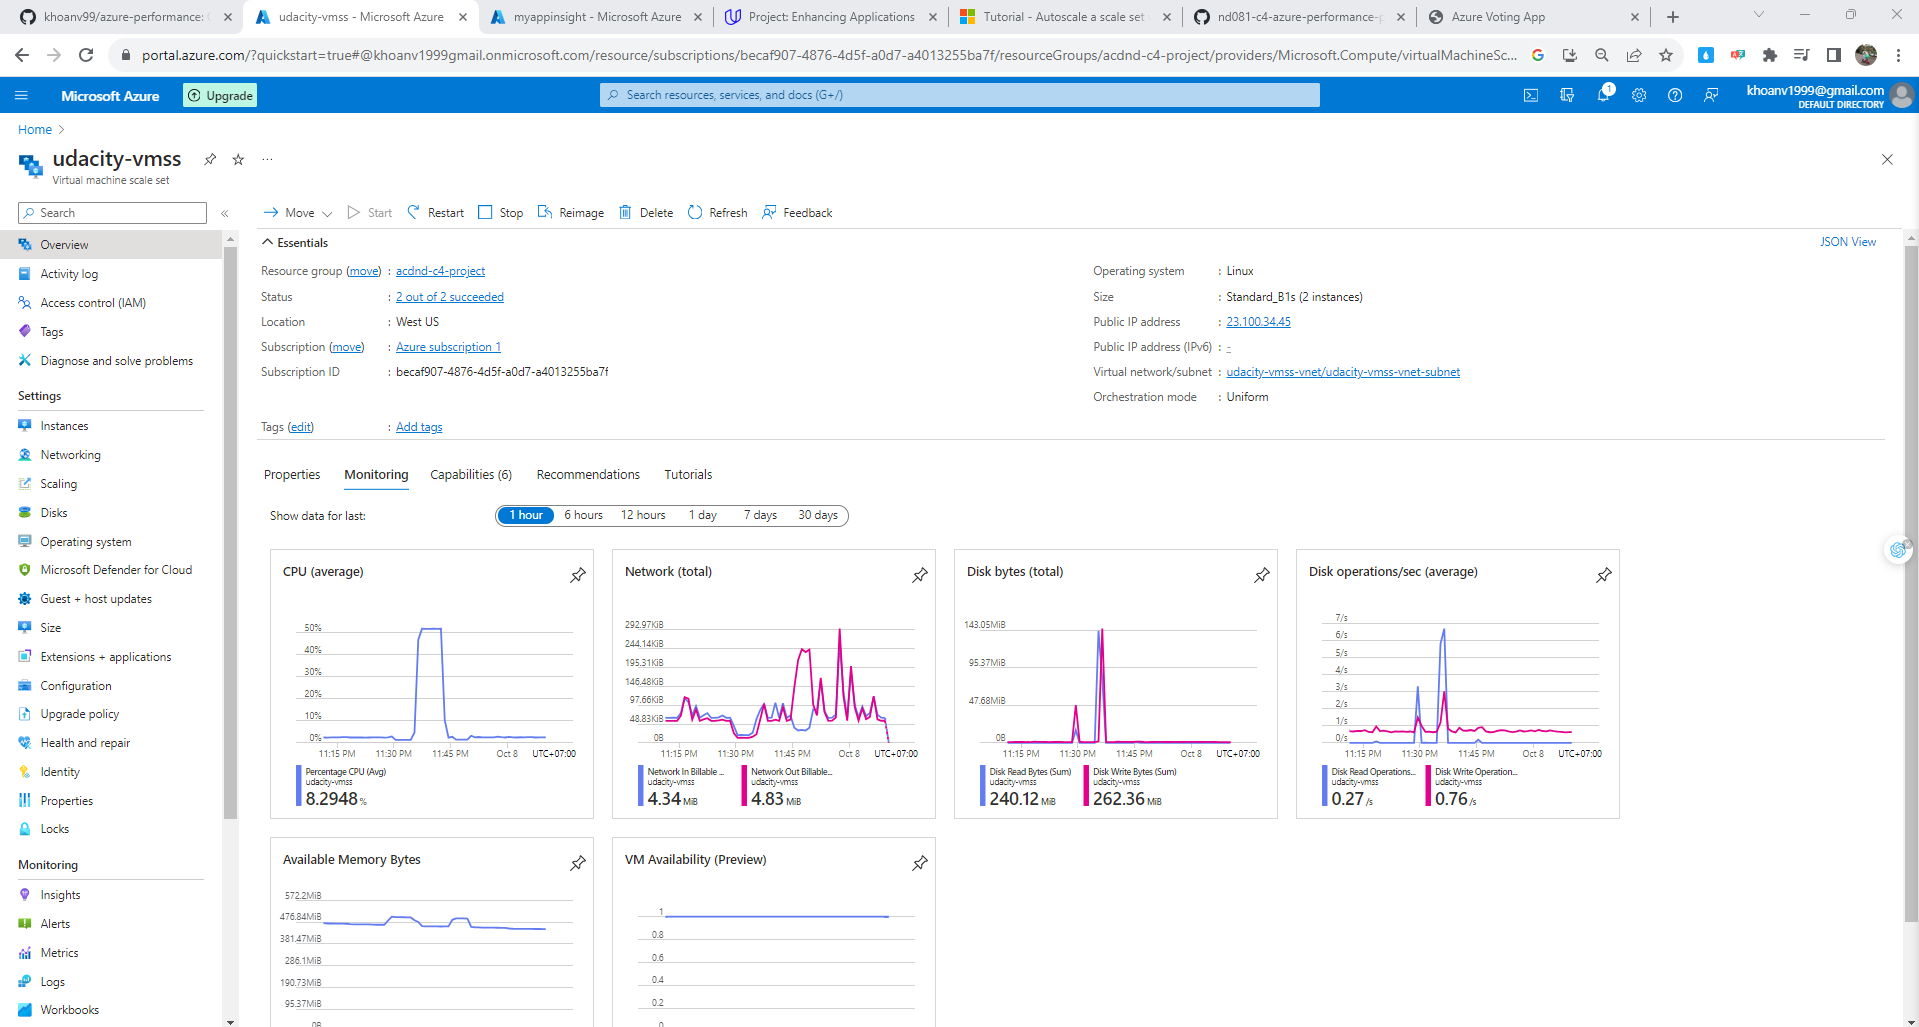 khoanv99/azure-performance: C
udacity-vmss - Microsoft Azure
myappinsight - Microsoft Azure
Project: Enhancing Applications
Tutorial - Autoscale a scale set
nd081-c4-azure-performance-p
Azure Voting App
portal.azure.com/?quickstart=true#@khoanv1999gmail.onmicrosoft.com/resource/subscriptions/becaf907-4876-4d5f-a0d7-a4013255ba7f/resourceGroups/acdnd-c4-project/providers/Microsoft.Compute/virtualMachineSc...
Microsoft Azure
Upgrade
Search resources, services, and docs (G+/)
1
khoanv1999@gmail.com
DEFAULT DIRECTORY
Home
udacity-vmss
Virtual machine scale set
Search
Move
Start
Restart
Stop
Reimage
Delete
Refresh
Feedback
Overview
Activity log
Access control (IAM)
Tags
Diagnose and solve problems
Settings
Instances
Networking
Scaling
Disks
Operating system
Microsoft Defender for Cloud
Guest + host updates
Size
Extensions + applications
Configuration
Upgrade policy
Health and repair
Identity
Properties
Locks
Monitoring
Insights
Alerts
Metrics
Logs
Workbooks
Essentials
JSON View
Resource group (move) : acdnd-c4-project
Status : 2 out of 2 succeeded
Location : West US
Subscription (move) : Azure subscription 1
Subscription ID : becaf907-4876-4d5f-a0d7-a4013255ba7f
Tags (edit) : Add tags
Operating system : Linux
Size : Standard_B1s (2 instances)
Public IP address : 23.100.34.45
Public IP address (IPv6) : -
Virtual network/subnet : udacity-vmss-vnet/udacity-vmss-vnet-subnet
Orchestration mode : Uniform
Properties
Monitoring
Capabilities (6)
Recommendations
Tutorials
Show data for last:
1 hour
6 hours
12 hours
1 day
7 days
30 days
CPU (average)
50%
40%
30%
20%
10%
0%
11:15 PM 11:30 PM 11:45 PM Oct 8 UTC+07:00
Percentage CPU (Avg)
udacity-vmss
8.2948 %
Network (total)
292.97KiB
244.14KiB
195.31KiB
146.48KiB
97.66KiB
48.83KiB
0B
11:15 PM 11:30 PM 11:45 PM Oct 8 UTC+07:00
Network In Billable ...
udacity-vmss
4.34 MiB
Network Out Billable...
udacity-vmss
4.83 MiB
Disk bytes (total)
143.05MiB
95.37MiB
47.68MiB
0B
11:15 PM 11:30 PM 11:45 PM Oct 8 UTC+07:00
Disk Read Bytes (Sum)
udacity-vmss
240.12 MiB
Disk Write Bytes (Sum)
udacity-vmss
262.36 MiB
Disk operations/sec (average)
7/s
6/s
5/s
4/s
3/s
2/s
1/s
0/s
11:15 PM 11:30 PM 11:45 PM Oct 8 UTC+07:00
Disk Read Operations...
udacity-vmss
0.27 /s
Disk Write Operation...
udacity-vmss
0.76 /s
Available Memory Bytes
572.2MiB
476.84MiB
381.47MiB
286.1MiB
190.73MiB
95.37MiB
0B
VM Availability (Preview)
1
0.8
0.6
0.4
0.2
0